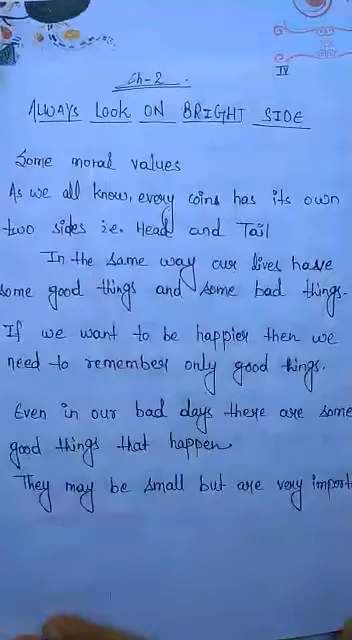 IV
Ch-2
ALWAYS LooK ON BRIGHT SIDE
Some moral values
As we all know, every coins has its own
two sides i.e. Head and Tail
In the same way our lives have
some good things and some bad things.
If we want to be happier then we
need to remember only good things.
Even in our bad days there are some
good things that happen
They may be small but are very import